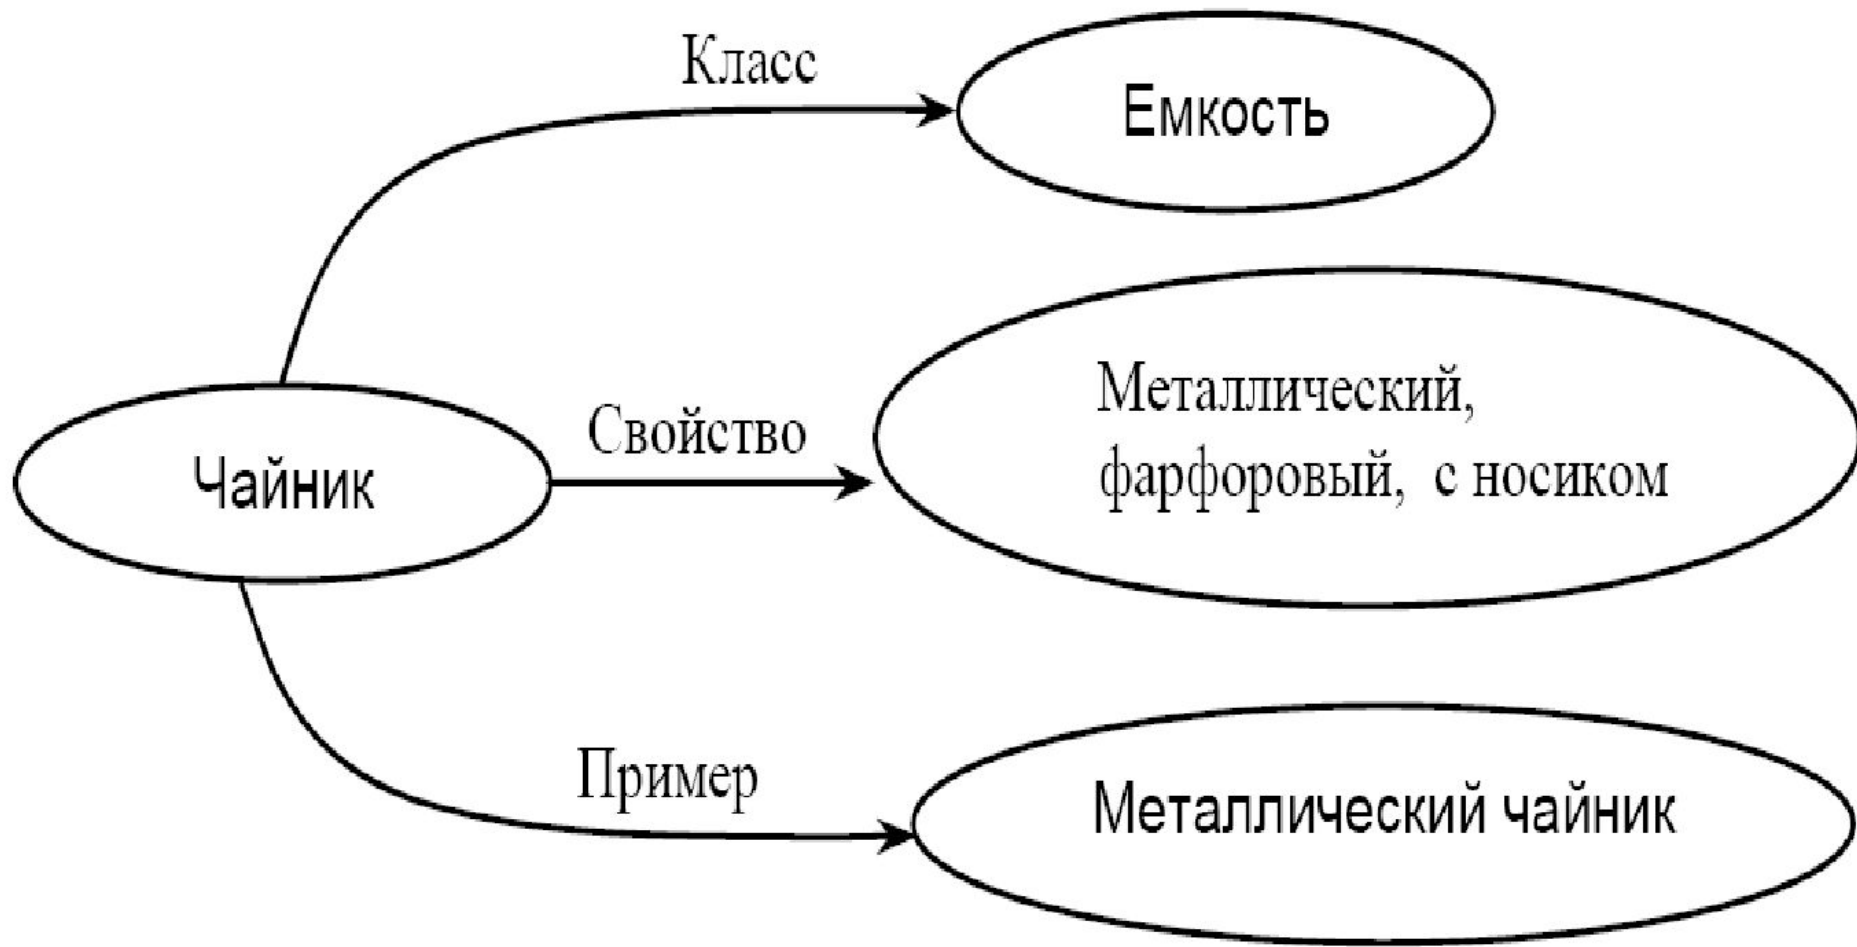 Класс
Емкость
Чайник
Свойство
Металлический,
фарфоровый, с носиком
Пример
Металлический чайник